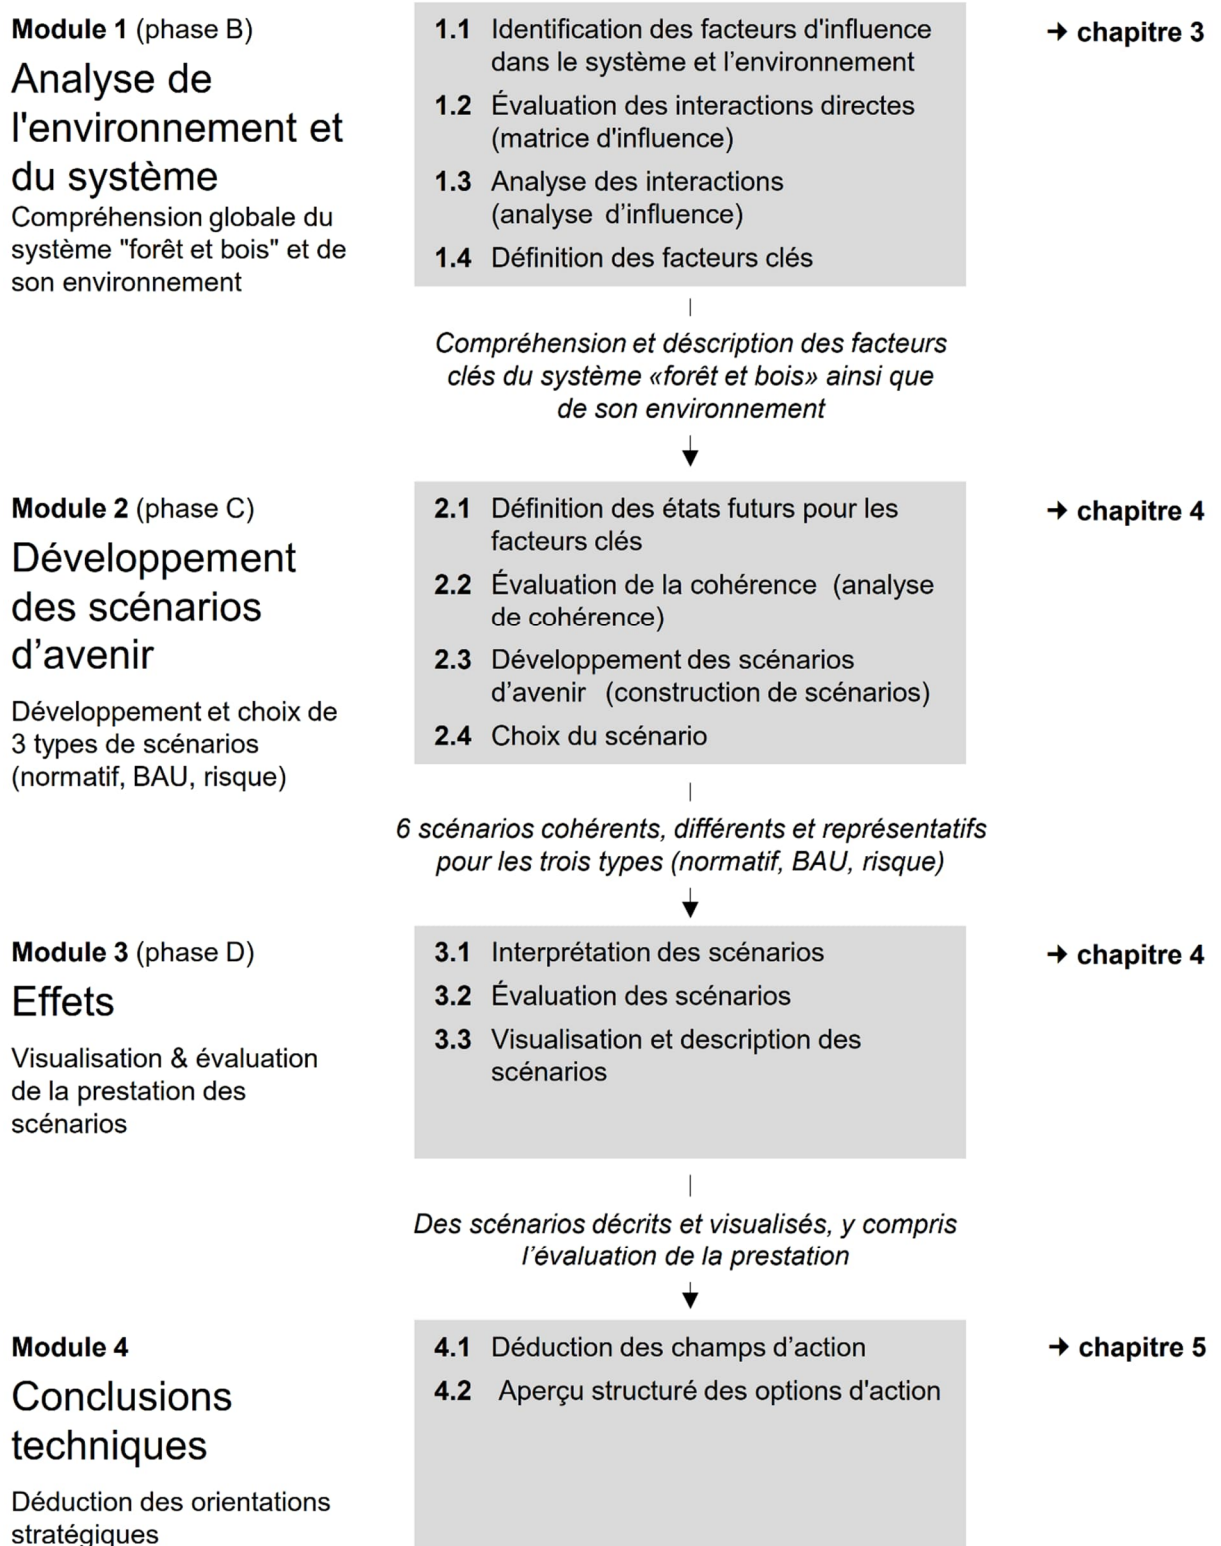 Module 1 (phase B)
Analyse de
l'environnement et
du système
Compréhension globale du
système "forêt et bois" et de
son environnement
1.1 Identification des facteurs d'influence
dans le système et l’environnement
1.2 Évaluation des interactions directes
(matrice d'influence)
1.3 Analyse des interactions
(analyse d’influence)
1.4 Définition des facteurs clés
→ chapitre 3
Compréhension et déscription des facteurs
clés du système «forêt et bois» ainsi que
de son environnement
Module 2 (phase C)
Développement
des scénarios
d’avenir
Développement et choix de
3 types de scénarios
(normatif, BAU, risque)
2.1 Définition des états futurs pour les
facteurs clés
2.2 Évaluation de la cohérence (analyse
de cohérence)
2.3 Développement des scénarios
d’avenir (construction de scénarios)
2.4 Choix du scénario
→ chapitre 4
6 scénarios cohérents, différents et représentatifs
pour les trois types (normatif, BAU, risque)
Module 3 (phase D)
Effets
Visualisation & évaluation
de la prestation des
scénarios
3.1 Interprétation des scénarios
3.2 Évaluation des scénarios
3.3 Visualisation et description des
scénarios
→ chapitre 4
Des scénarios décrits et visualisés, y compris
l’évaluation de la prestation
Module 4
Conclusions
techniques
Déduction des orientations
stratégiques
4.1 Déduction des champs d’action
4.2 Aperçu structuré des options d'action
→ chapitre 5